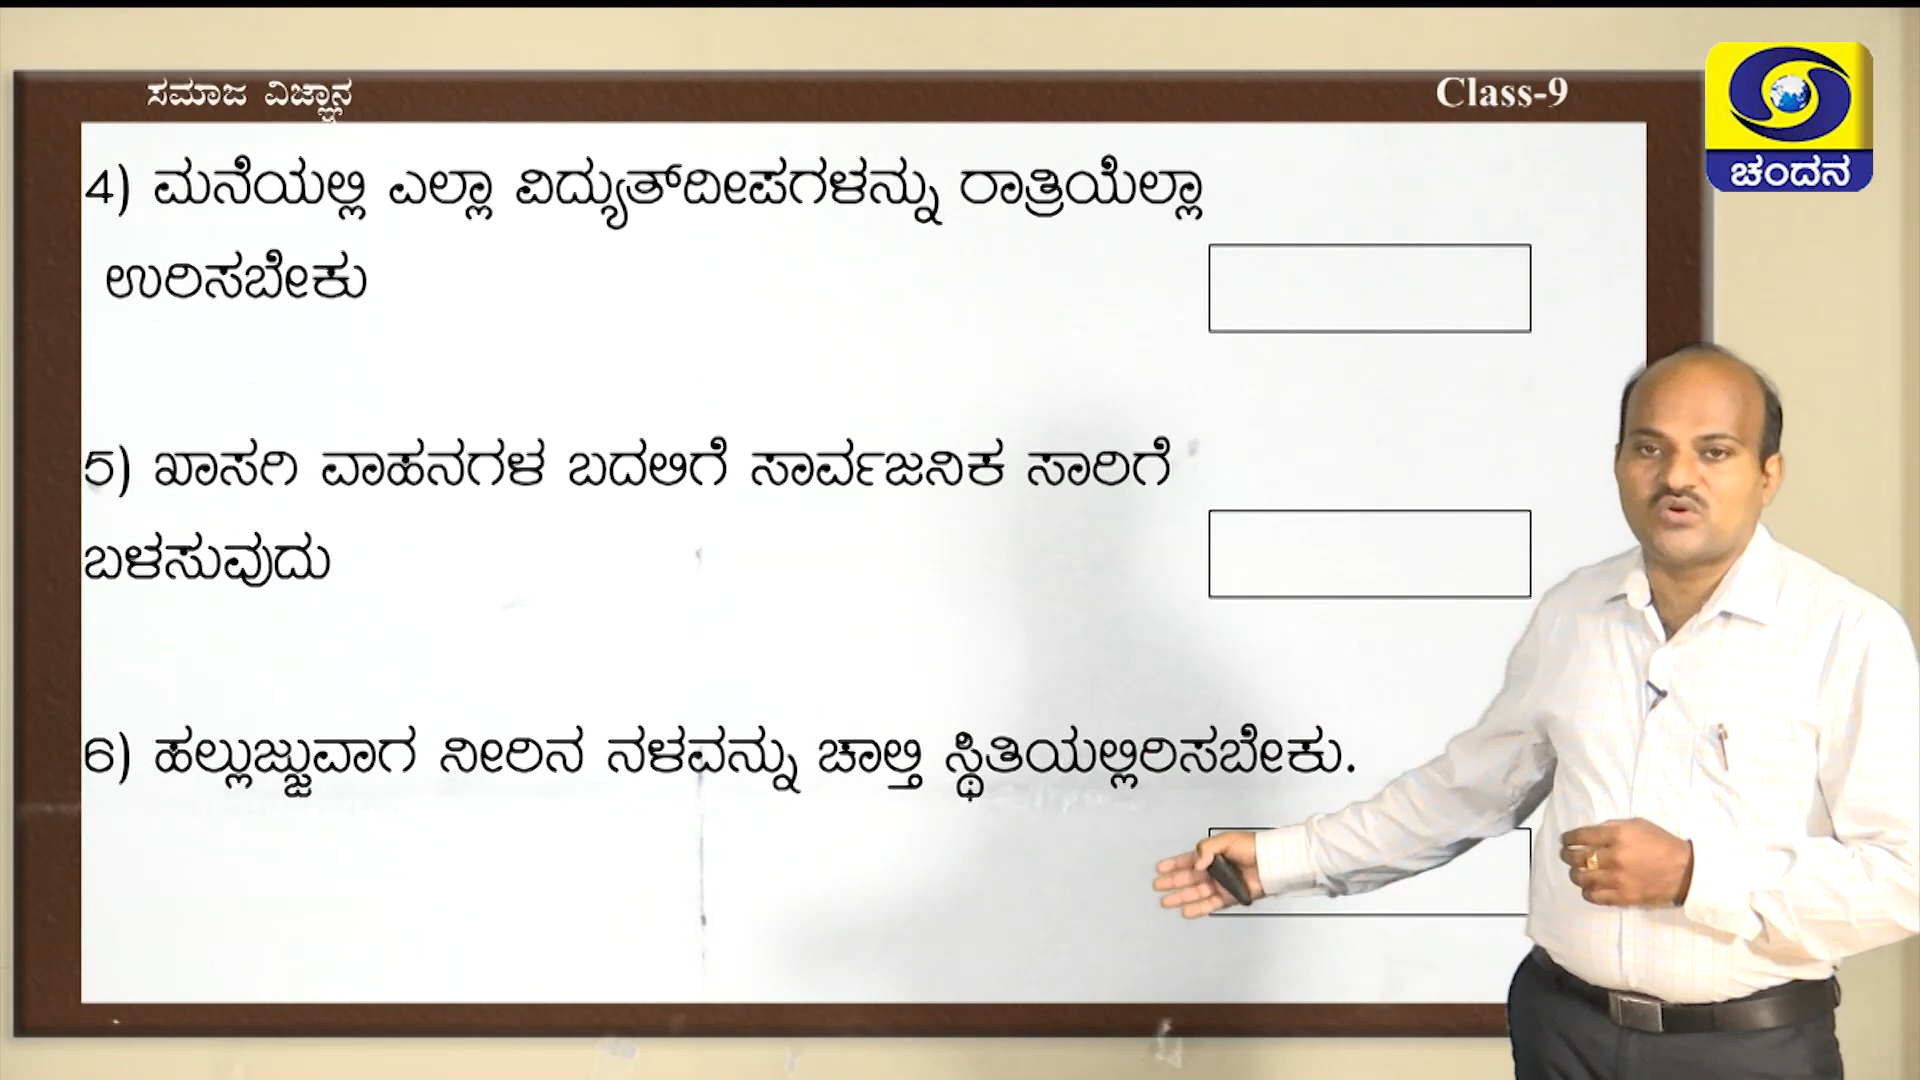 ಸಮಾಜ ವಿಜ್ಞಾನ
Class-9
ಚಂದನ
4) ಮನೆಯಲ್ಲಿ ಎಲ್ಲಾ ವಿದ್ಯುತ್‌ದೀಪಗಳನ್ನು ರಾತ್ರಿಯೆಲ್ಲಾ
ಉರಿಸಬೇಕು
5) ಖಾಸಗಿ ವಾಹನಗಳ ಬದಲಿಗೆ ಸಾರ್ವಜನಿಕ ಸಾರಿಗೆ
ಬಳಸುವುದು
6) ಹಲ್ಲುಜ್ಜುವಾಗ ನೀರಿನ ನಳವನ್ನು ಚಾಲ್ತಿ ಸ್ಥಿತಿಯಲ್ಲಿರಿಸಬೇಕು.